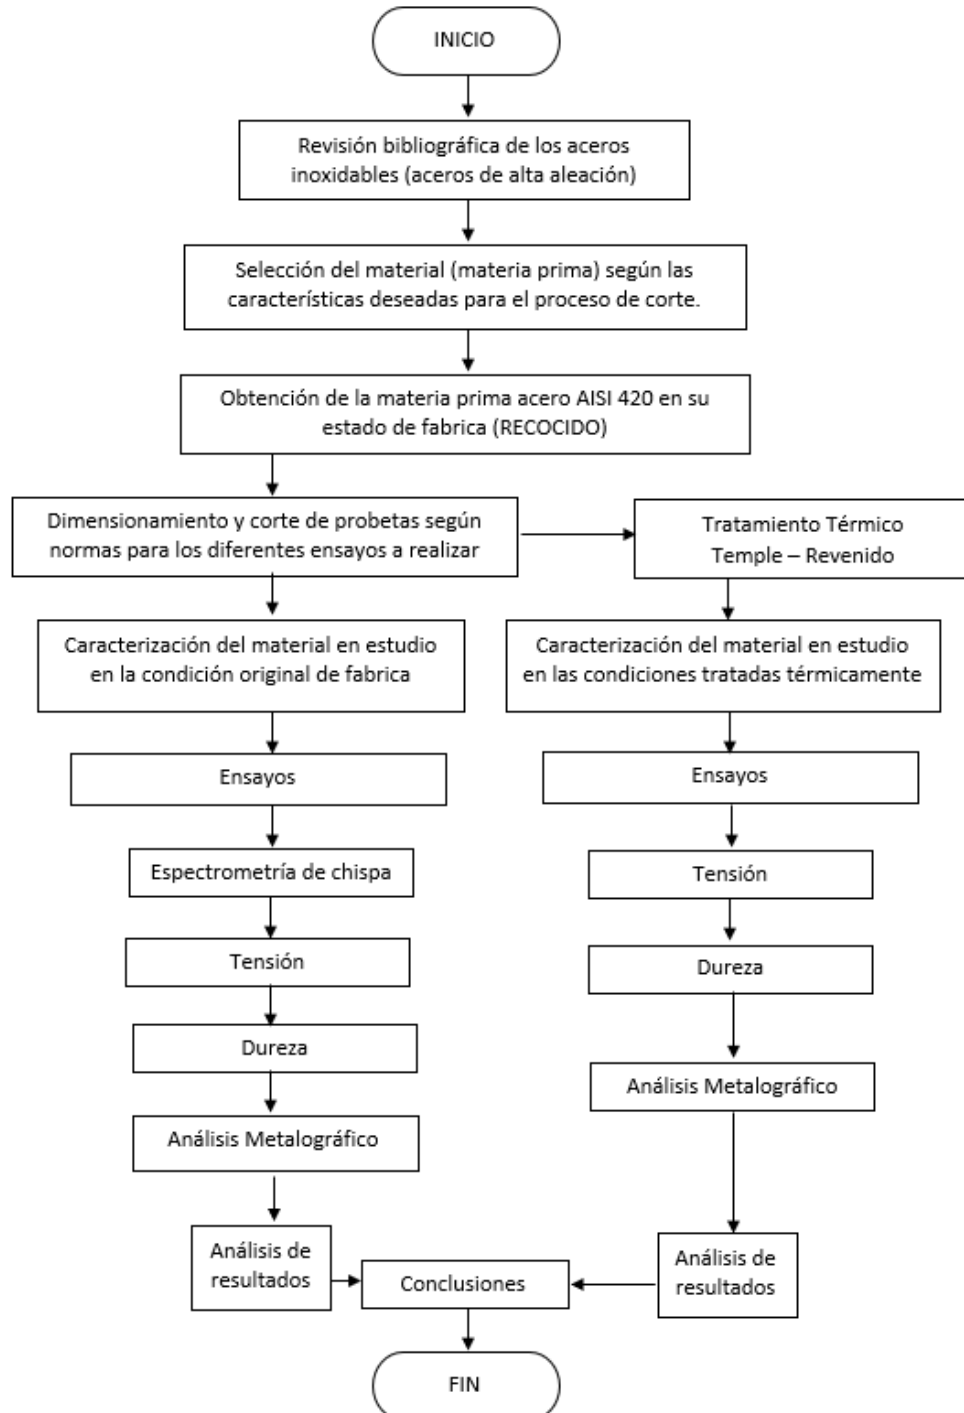 INICIO
Revisión bibliográfica de los aceros
inoxidables (aceros de alta aleación)
Selección del material (materia prima) según las
características deseadas para el proceso de corte.
Obtención de la materia prima acero AISI 420 en su
estado de fabrica (RECOCIDO)
Dimensionamiento y corte de probetas según
normas para los diferentes ensayos a realizar
Tratamiento Térmico
Temple – Revenido
Caracterización del material en estudio
en la condición original de fabrica
Caracterización del material en estudio
en las condiciones tratadas térmicamente
Ensayos
Ensayos
Espectrometría de chispa
Tensión
Tensión
Dureza
Dureza
Análisis Metalográfico
Análisis Metalográfico
Análisis de
resultados
Conclusiones
Análisis de
resultados
FIN